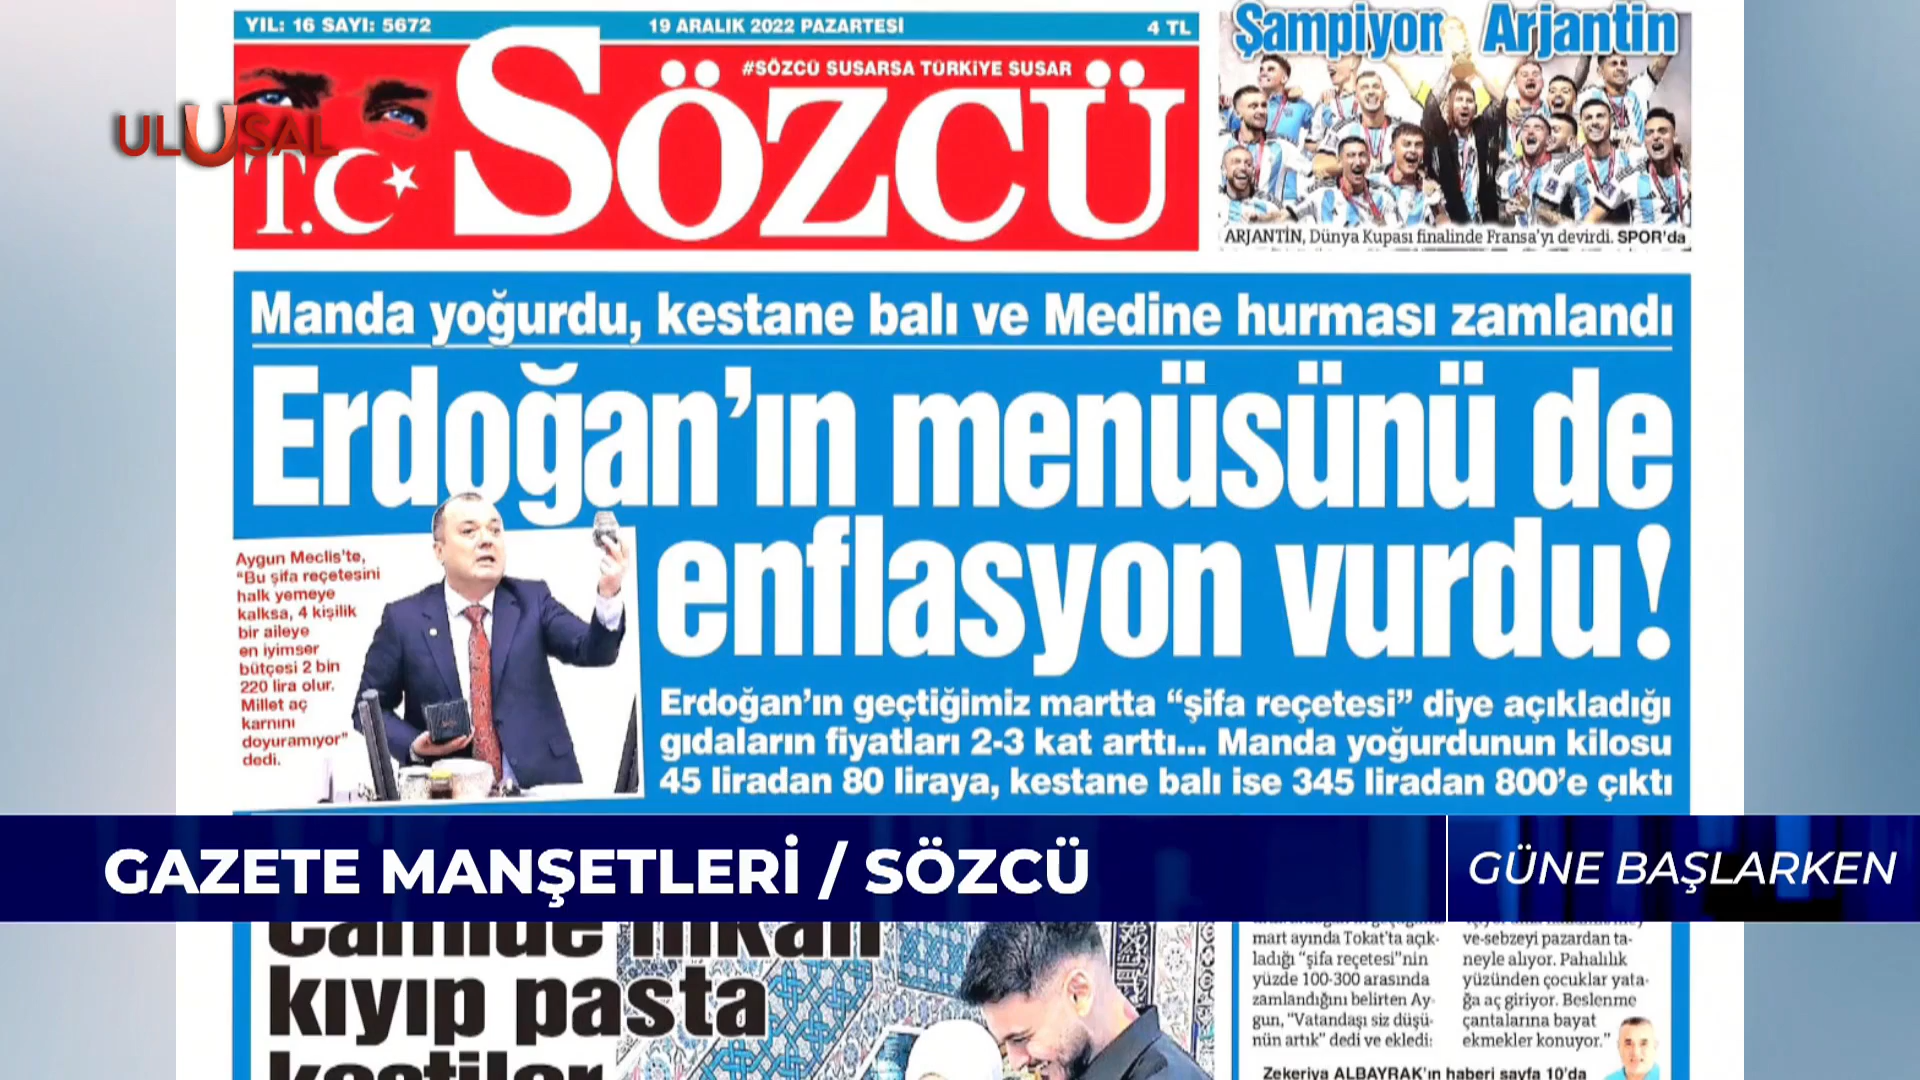 YIL: 16 SAYI: 5672
19 ARALIK 2022 PAZARTESİ
4 TL
#SÖZCÜ SUSARSA TÜRKİYE SUSAR
T.C
SÖZCÜ
ULUSAL
Şampiyon Arjantin
ARJANTİN, Dünya Kupası finalinde Fransa'yı devirdi. SPOR'da
Manda yoğurdu, kestane balı ve Medine hurması zamlandı
Erdoğan'ın menüsünü de
enflasyon vurdu!
Aygun Meclis'te,
"Bu şifa reçetesini
halk yemeye
kalksa, 4 kişilik
bir aileye
en iyimser
bütçesi 2 bin
220 lira olur.
Millet aç
karnını
doyuramıyor"
dedi.
Erdoğan'ın geçtiğimiz martta "şifa reçetesi" diye açıkladığı
gıdaların fiyatları 2-3 kat arttı... Manda yoğurdunun kilosu
45 liradan 80 liraya, kestane balı ise 345 liradan 800'e çıktı
GAZETE MANŞETLERİ / SÖZCÜ
GÜNE BAŞLARKEN
Camide nikah
kıyıp pasta
kestiler
mart ayında Tokat'ta açık-
ladığı "şifa reçetesi"nin
yüzde 100-300 arasında
zamlandığını belirten Ay-
gun, "Vatandaşı siz düşü-
nün artık" dedi ve ekledi:
ve-sebzeyi pazardan ta-
neyle alıyor. Pahalılık
yüzünden çocuklar yata-
ğa aç giriyor. Beslenme
çantalarına bayat
ekmekler konuyor."
Zekeriya ALBAYRAK'ın haberi sayfa 10'da